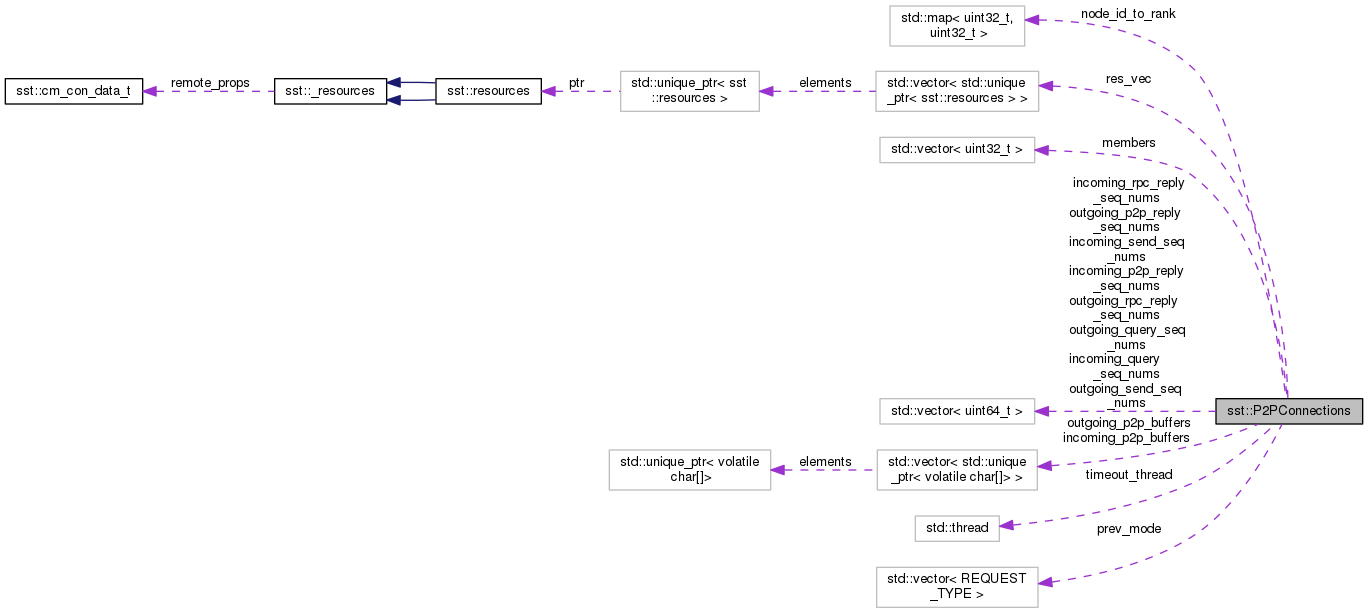 node_id_to_rank
std::map< uint32_t,
uint32_t >
sst::cm_con_data_t
remote_props
sst::_resources
sst::resources
ptr
std::unique_ptr< sst
::resources >
elements
std::vector< std::unique
_ptr< sst::resources > >
res_vec
std::vector< uint32_t >
members
incoming_rpc_reply
_seq_nums
outgoing_p2p_reply
_seq_nums
incoming_send_seq
_nums
incoming_p2p_reply
_seq_nums
outgoing_rpc_reply
_seq_nums
outgoing_query_seq
_nums
incoming_query
_seq_nums
outgoing_send_seq
_nums
std::vector< uint64_t >
sst::P2PConnections
outgoing_p2p_buffers
incoming_p2p_buffers
std::unique_ptr< volatile
char[]>
elements
std::vector< std::unique
_ptr< volatile char[]> >
timeout_thread
std::thread
prev_mode
std::vector< REQUEST
_TYPE >